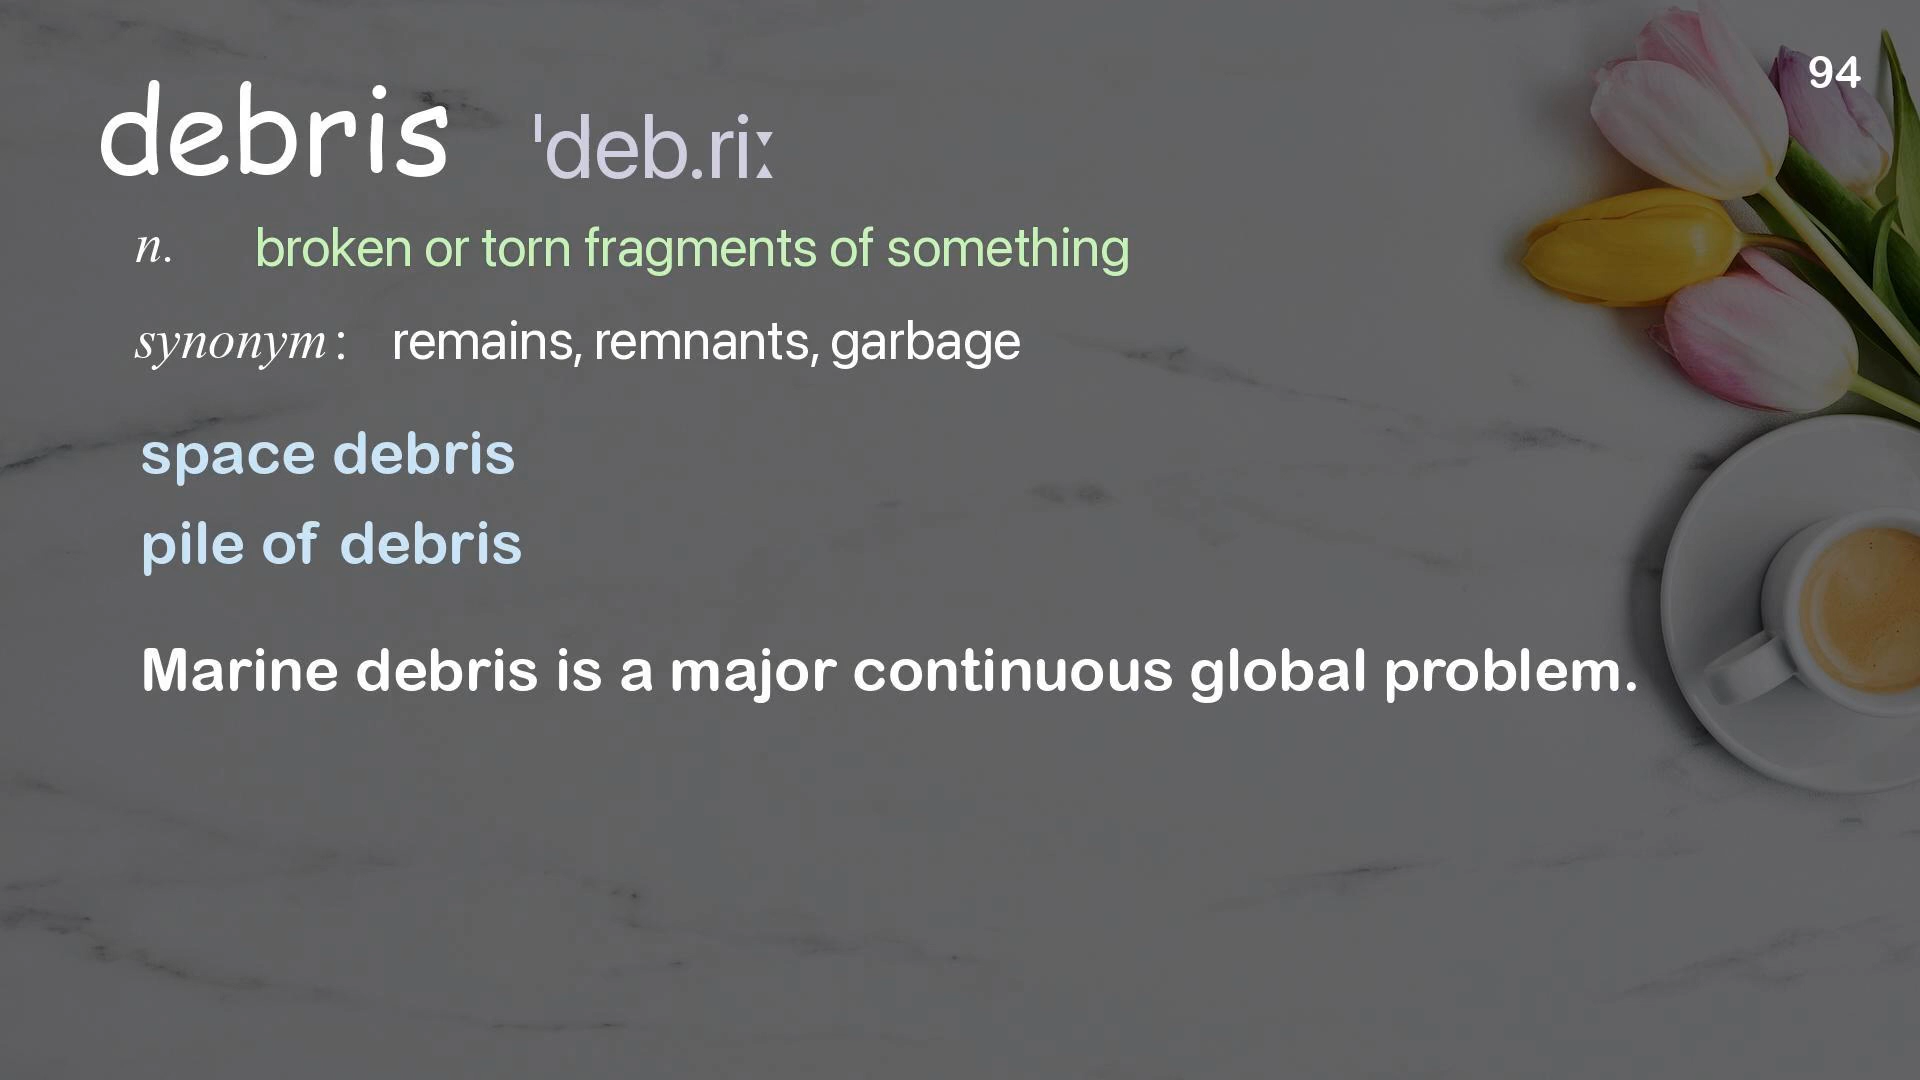 94
debris ˈdeb.riː
n. broken or torn fragments of something
synonym: remains, remnants, garbage
space debris
pile of debris
Marine debris is a major continuous global problem.